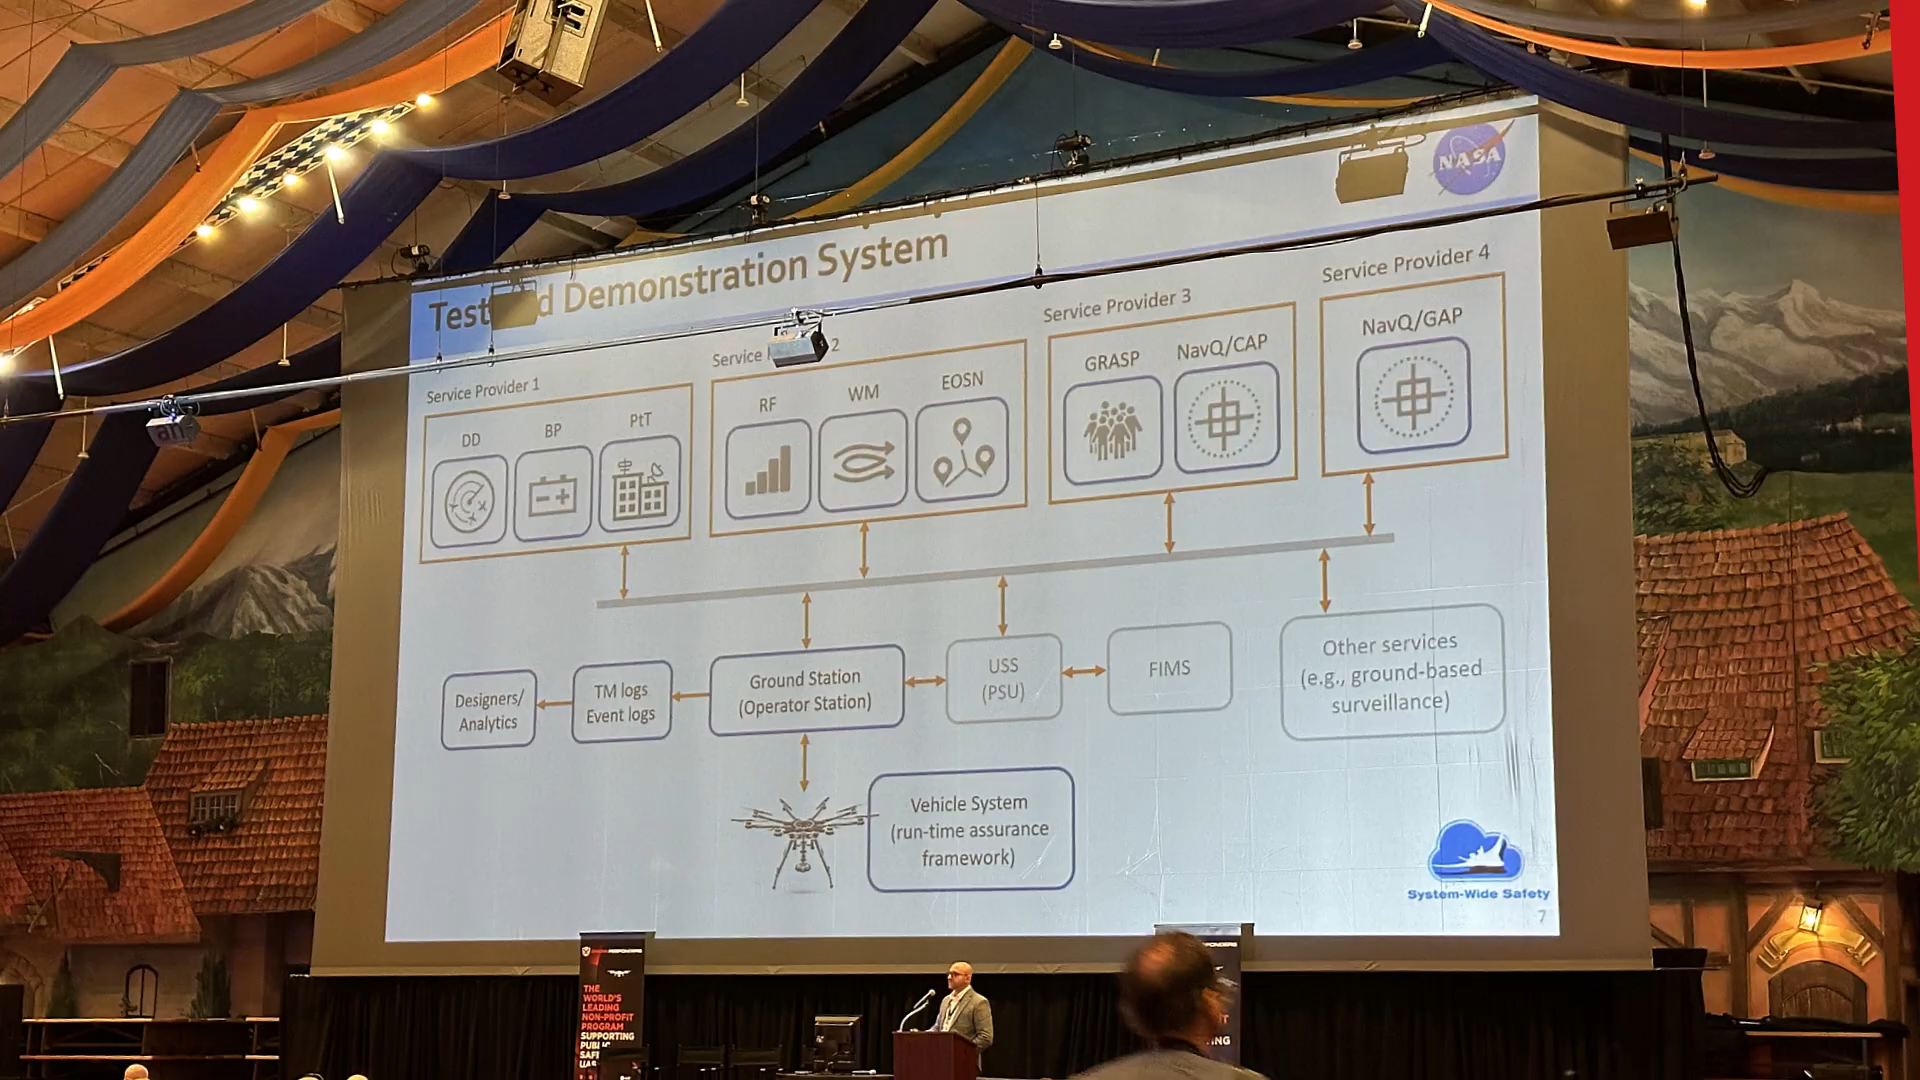 NASA
Test d Demonstration System
Service Provider 1
DD
BP
PtT
Service 2
RF
WM
EOSN
Service Provider 3
GRASP
NavQ/CAP
Service Provider 4
NavQ/GAP
Designers/
Analytics
TM logs
Event logs
Ground Station
(Operator Station)
USS
(PSU)
FIMS
Other services
(e.g., ground-based
surveillance)
Vehicle System
(run-time assurance
framework)
System-Wide Safety
7
THE
WORLD'S
LEADING
NON-PROFIT
PROGRAM
SUPPORTING